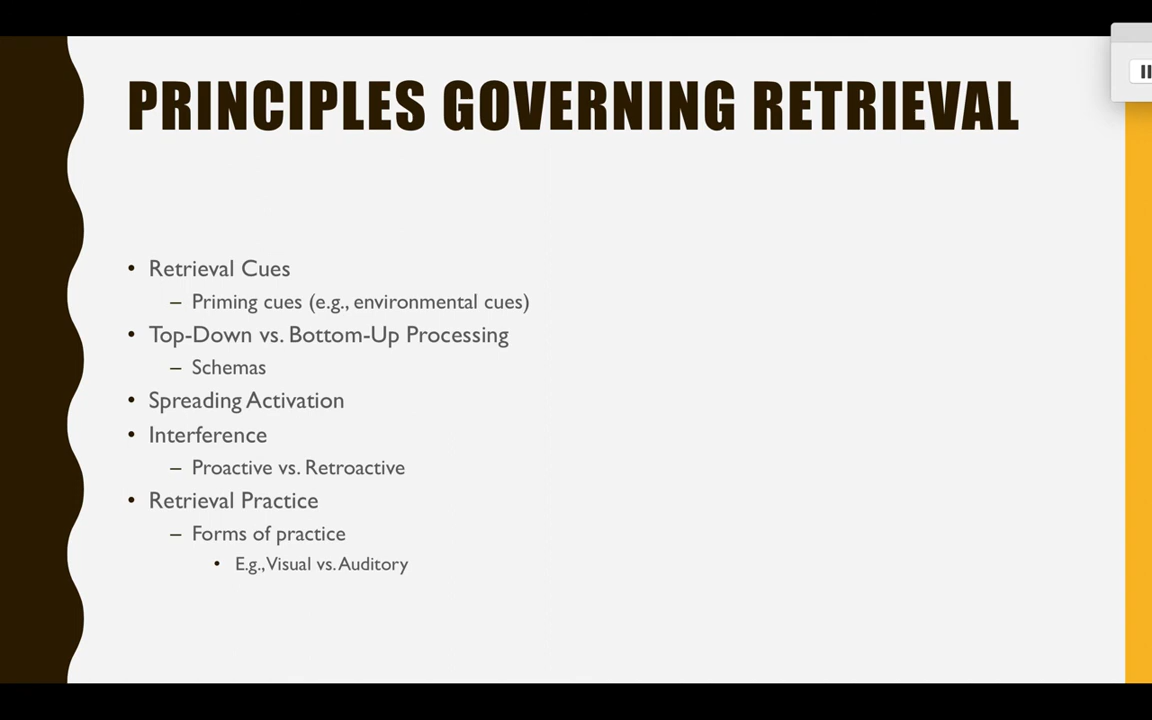 PRINCIPLES GOVERNING RETRIEVAL
• Retrieval Cues
– Priming cues (e.g., environmental cues)
• Top-Down vs. Bottom-Up Processing
– Schemas
• Spreading Activation
• Interference
– Proactive vs. Retroactive
• Retrieval Practice
– Forms of practice
• E.g., Visual vs. Auditory